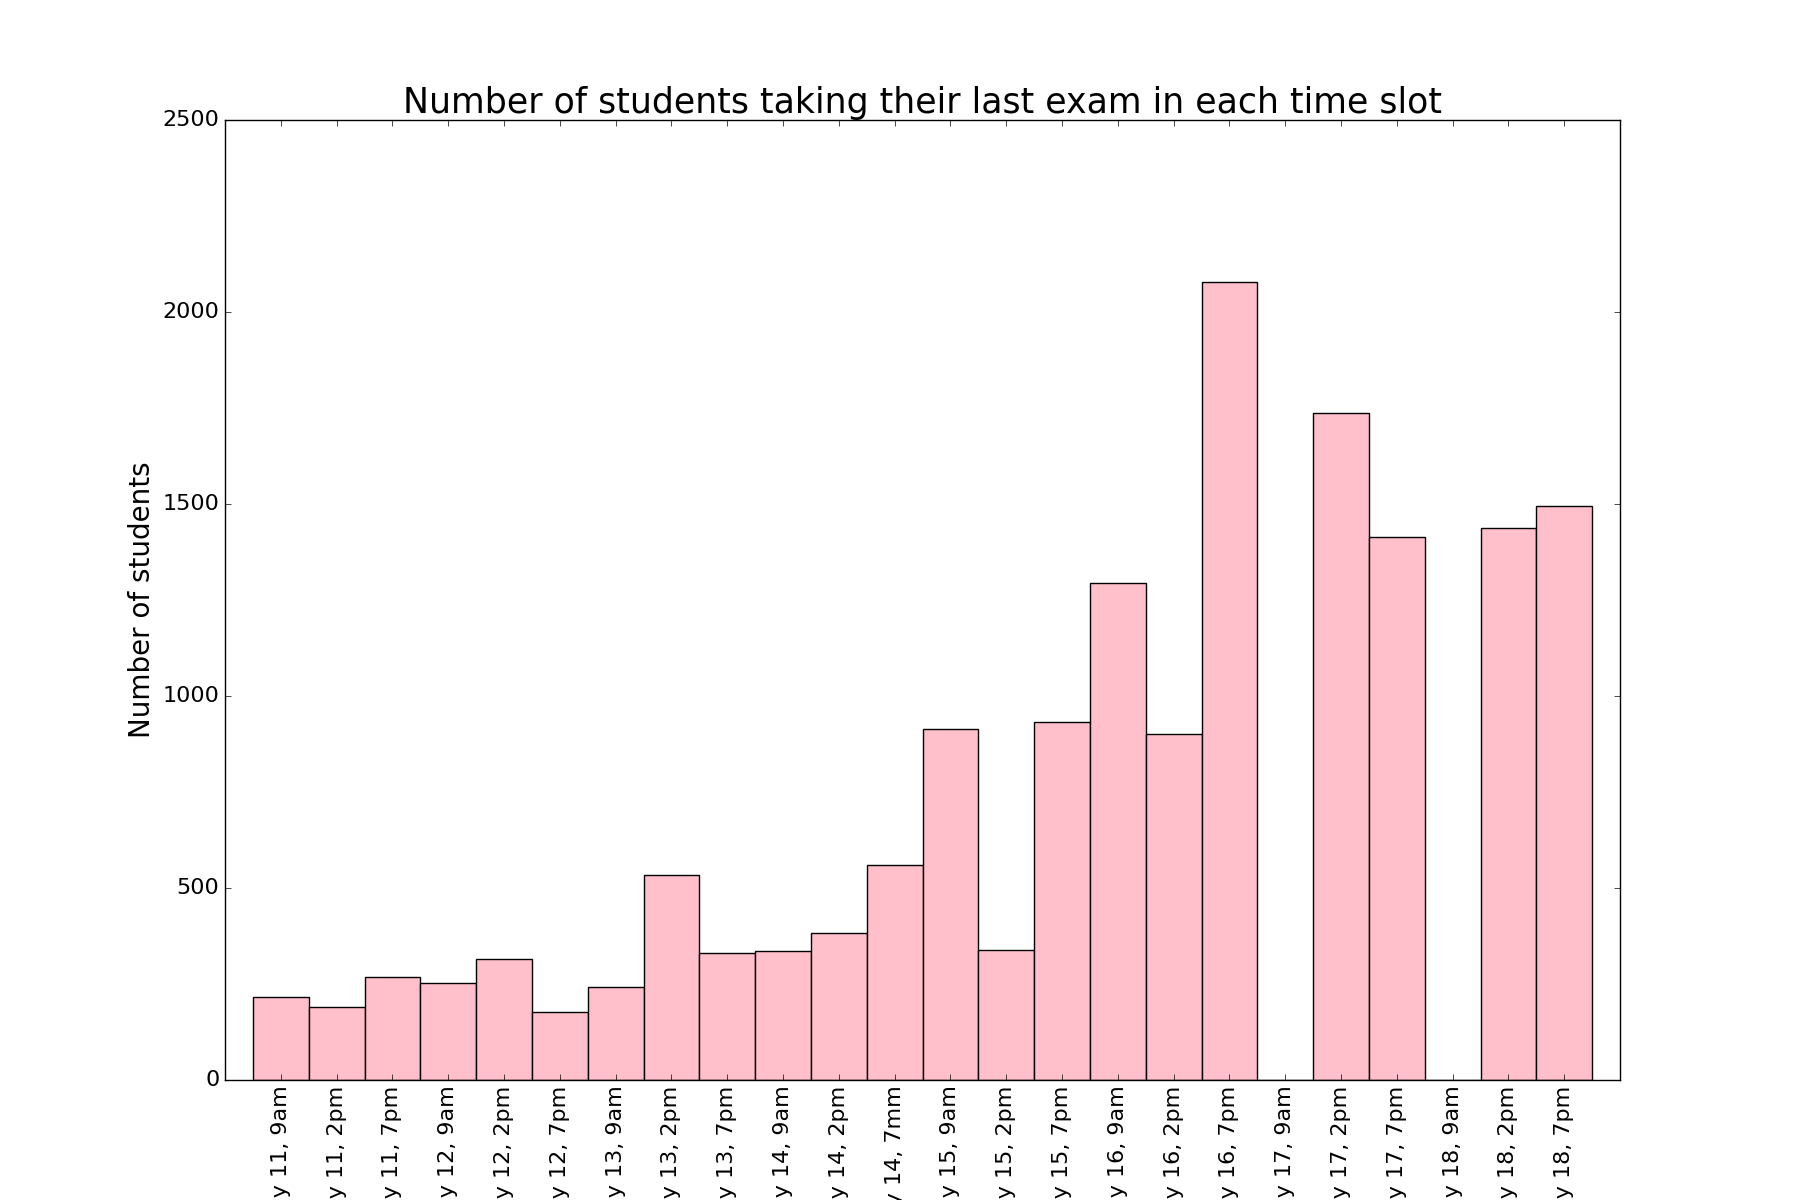 Number of students taking their last exam in each time slot
Number of students
2500
2000
1500
1000
500
0
y 11, 9am
y 11, 2pm
y 11, 7pm
y 12, 9am
y 12, 2pm
y 12, 7pm
y 13, 9am
y 13, 2pm
y 13, 7pm
y 14, 9am
y 14, 2pm
y 14, 7mm
y 15, 9am
y 15, 2pm
y 15, 7pm
y 16, 9am
y 16, 2pm
y 16, 7pm
y 17, 9am
y 17, 2pm
y 17, 7pm
y 18, 9am
y 18, 2pm
y 18, 7pm